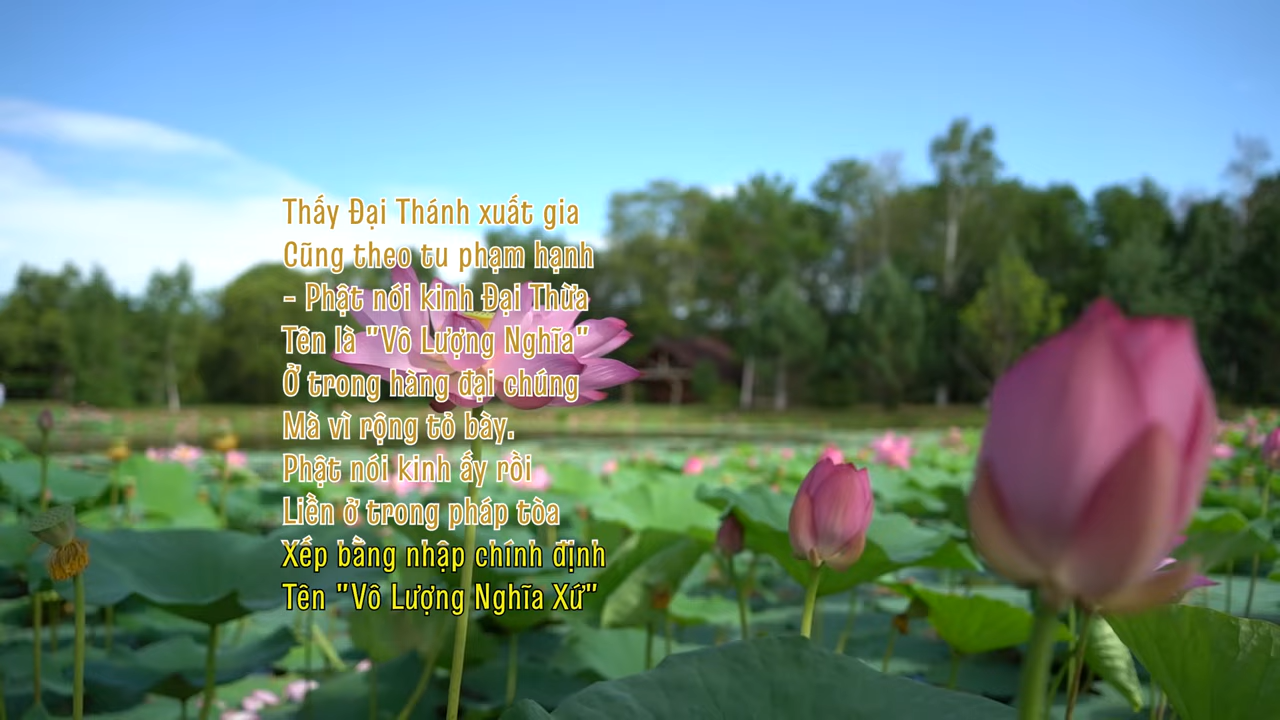 Thấy Đại Thánh xuất gia
Cũng theo tu phạm hạnh
- Phật nói kinh Đại Thừa
Tên là "Vô Lượng Nghĩa"
Ở trong hàng đại chúng
Mà vì rộng tỏ bày.
Phật nói kinh ấy rồi
Liền ở trong pháp tòa
Xếp bằng nhập chính định
Tên "Vô Lượng Nghĩa Xứ"